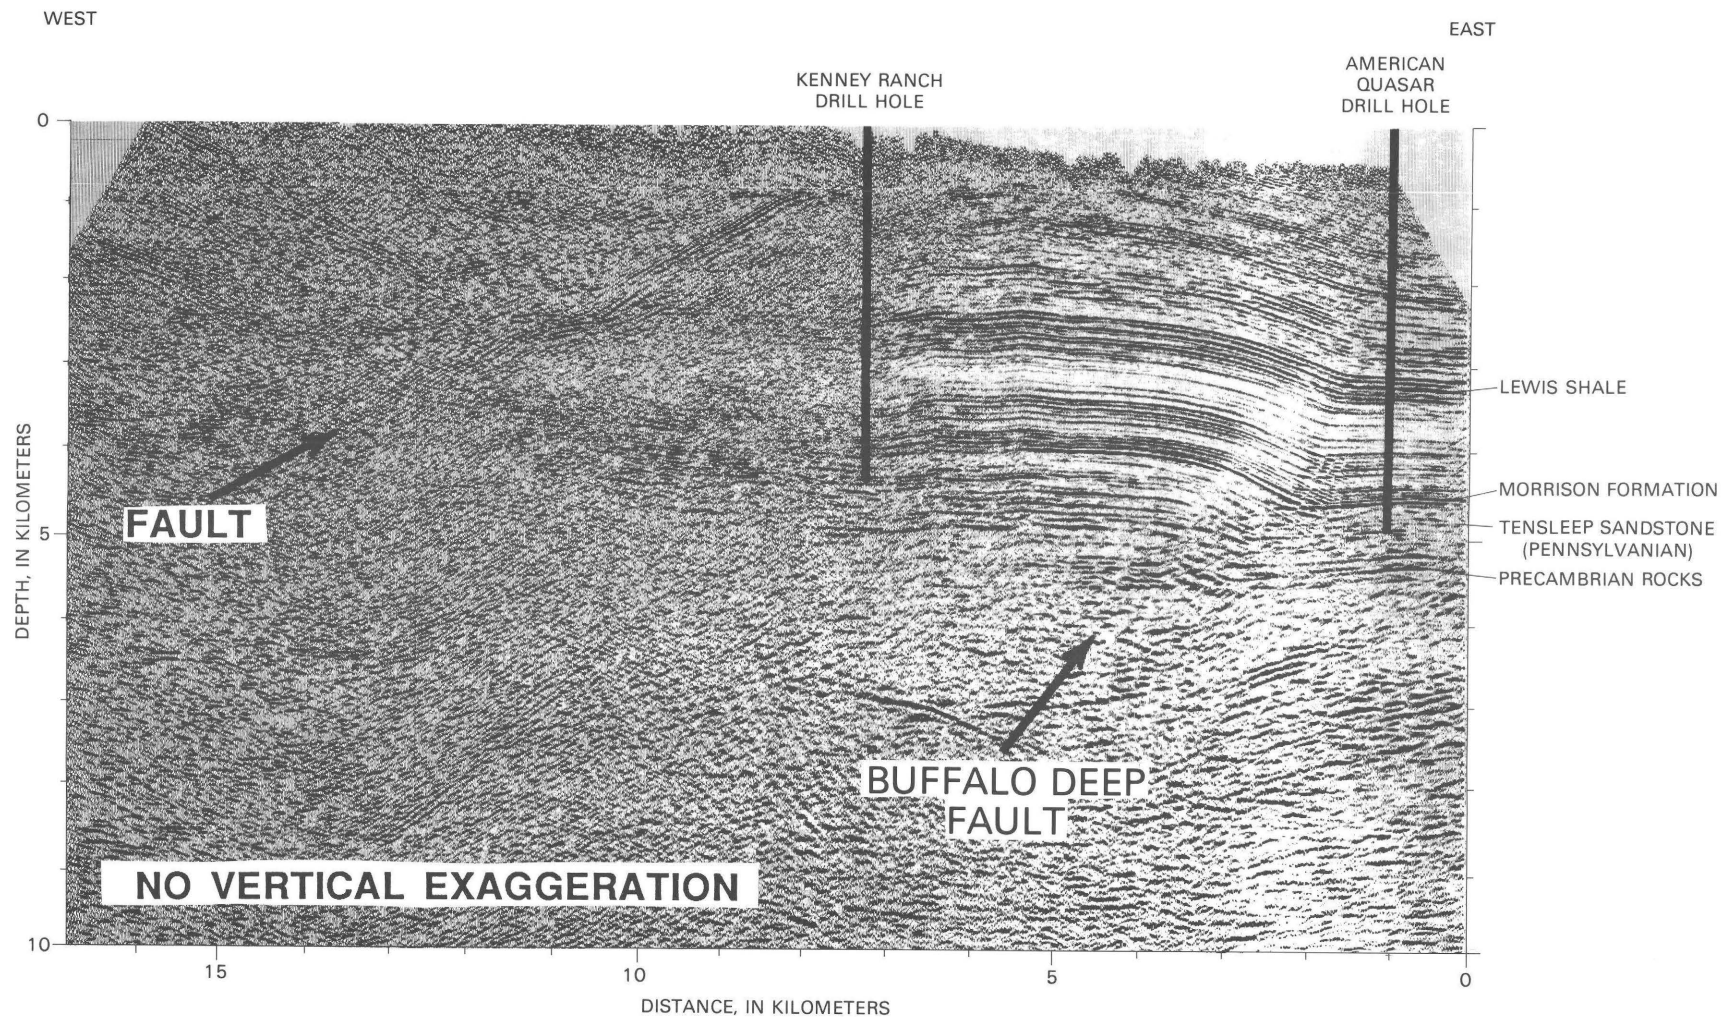 WEST
EAST
KENNEY RANCH
DRILL HOLE
AMERICAN
QUASAR
DRILL HOLE
0
LEWIS SHALE
DEPTH, IN KILOMETERS
FAULT
MORRISON FORMATION
5
TENSLEEP SANDSTONE
(PENNSYLVANIAN)
PRECAMBRIAN ROCKS
BUFFALO DEEP
FAULT
NO VERTICAL EXAGGERATION
10
15
10
5
0
DISTANCE, IN KILOMETERS